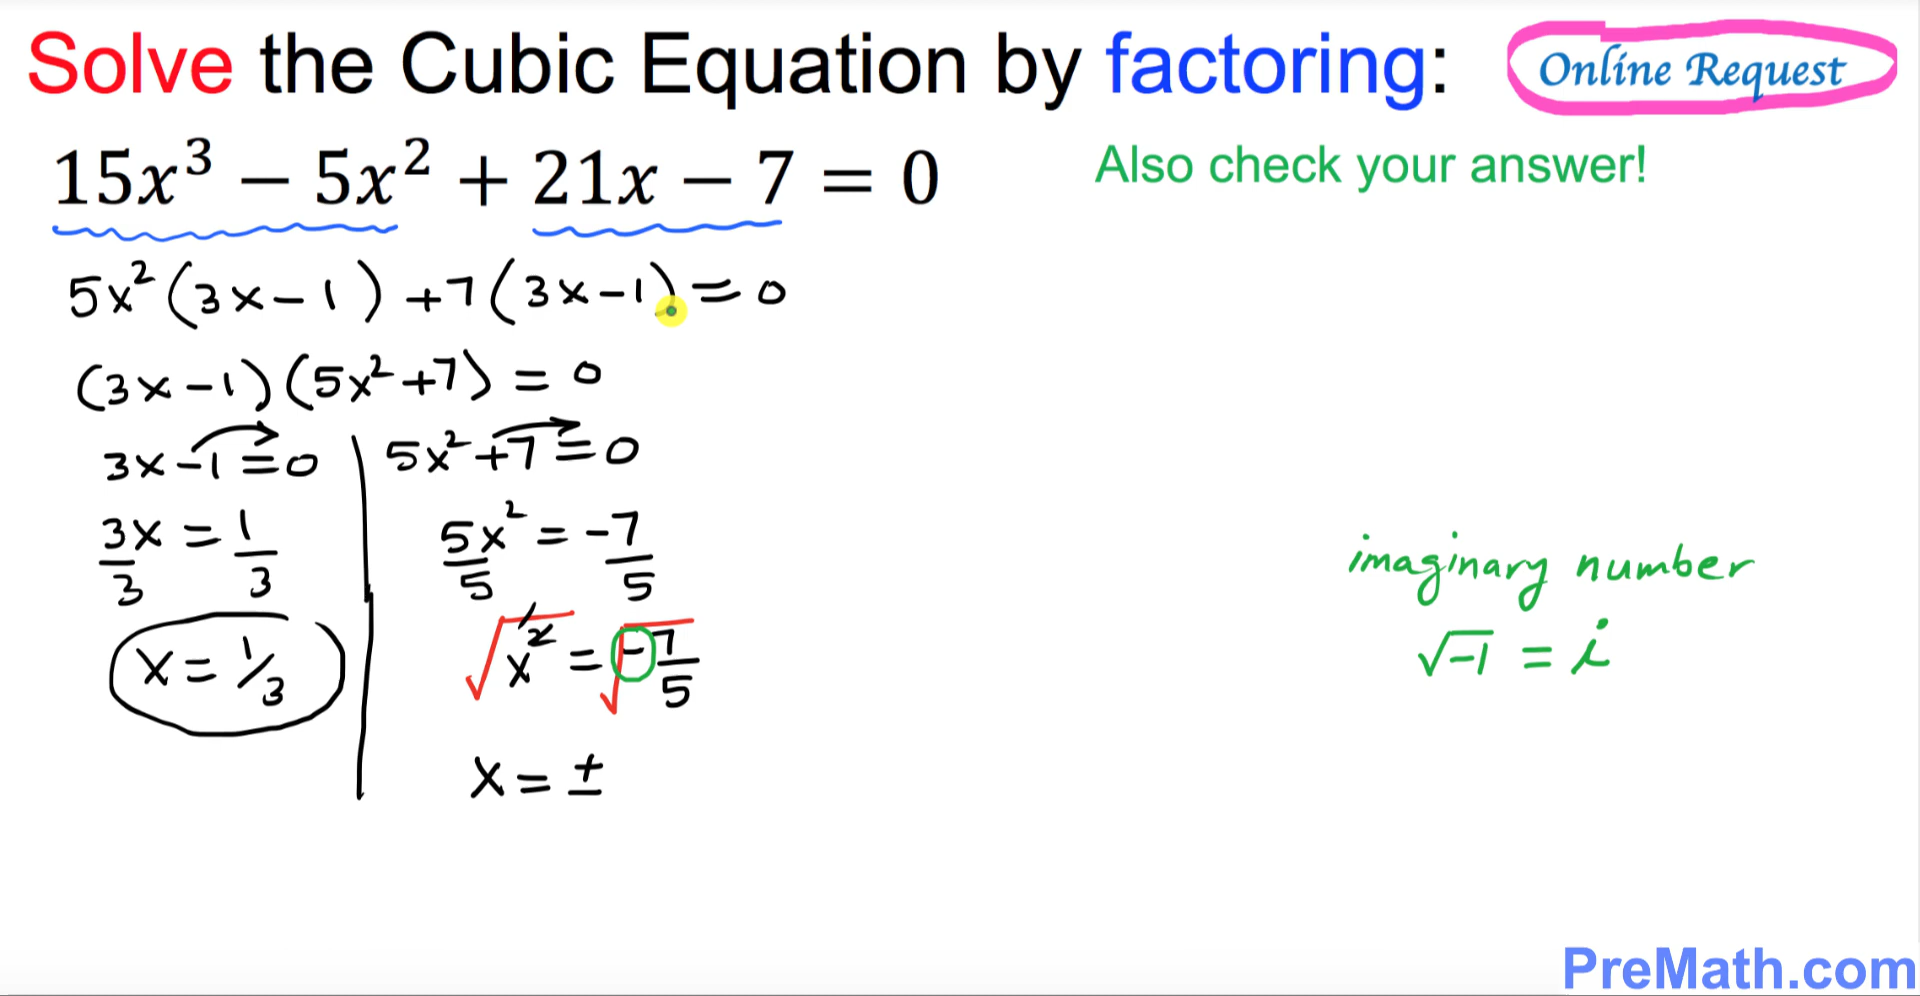 Solve the Cubic Equation by factoring:
Online Request
15x³ − 5x² + 21x − 7 = 0
Also check your answer!
5x²(3x−1)+7(3x−1)=0
(3x−1)(5x²+7)=0
3x−1=0
3x/3 = 1/3
x = 1/3
5x²+7=0
5x²/5 = −7/5
√x² = √−7/5
x = ±
imaginary number
√−1 = i
PreMath.com